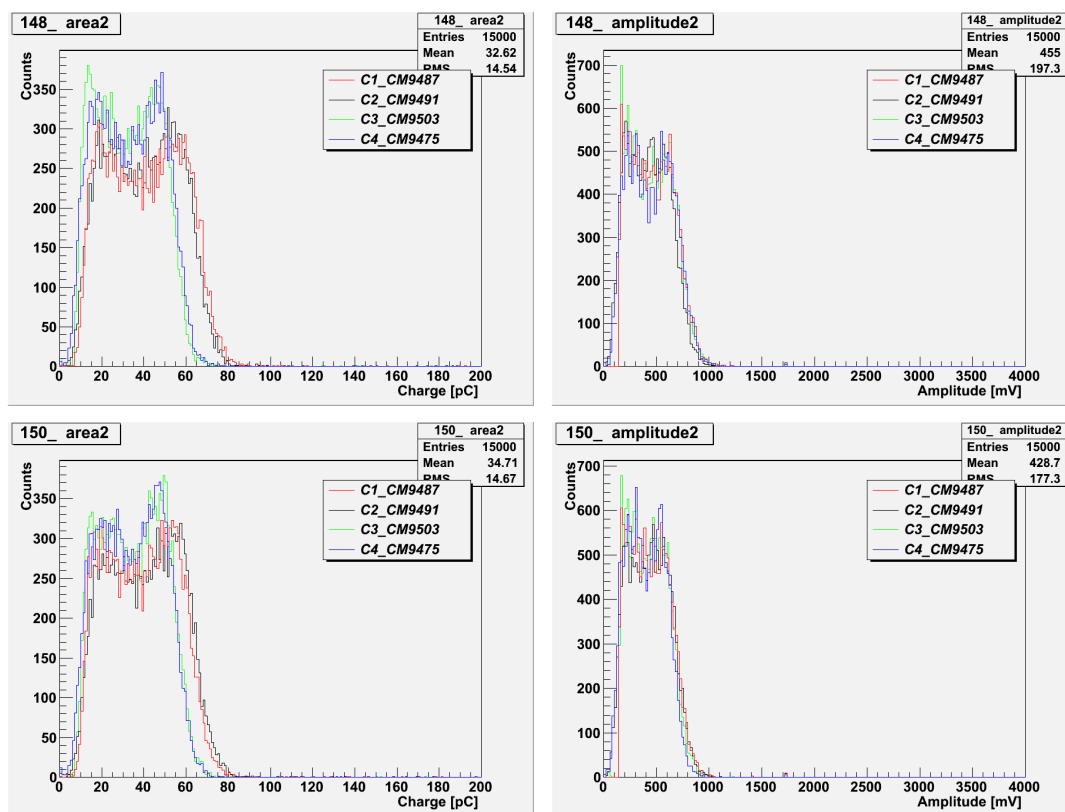 148_ area2
148_ area2
Entries 15000
Mean 32.62
RMS 14.54
C1_CM9487
C2_CM9491
C3_CM9503
C4_CM9475
Counts
350
300
250
200
150
100
50
0
0 20 40 60 80 100 120 140 160 180 200
Charge [pC]
148_ amplitude2
148_ amplitude2
Entries 15000
Mean 455
RMS 197.3
C1_CM9487
C2_CM9491
C3_CM9503
C4_CM9475
Counts
700
600
500
400
300
200
100
0
0 500 1000 1500 2000 2500 3000 3500 4000
Amplitude [mV]
150_ area2
150_ area2
Entries 15000
Mean 34.71
RMS 14.67
C1_CM9487
C2_CM9491
C3_CM9503
C4_CM9475
Counts
350
300
250
200
150
100
50
0
0 20 40 60 80 100 120 140 160 180 200
Charge [pC]
150_ amplitude2
150_ amplitude2
Entries 15000
Mean 428.7
RMS 177.3
C1_CM9487
C2_CM9491
C3_CM9503
C4_CM9475
Counts
700
600
500
400
300
200
100
0
0 500 1000 1500 2000 2500 3000 3500 4000
Amplitude [mV]